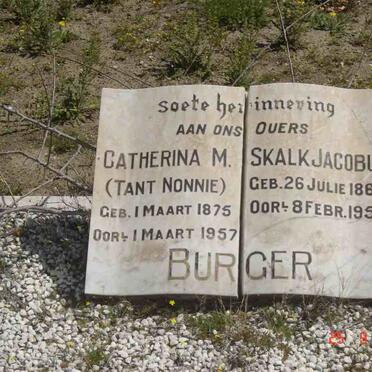 soete herinnering
AAN ONS OUERS
CATHERINA M.
(TANT NONNIE)
GEB. 1 MAART 1875
OORL. 1 MAART 1957
SKALK JACOBU
GEB. 26 JULIE 18
OORL. 8 FEBR. 195
BURGER